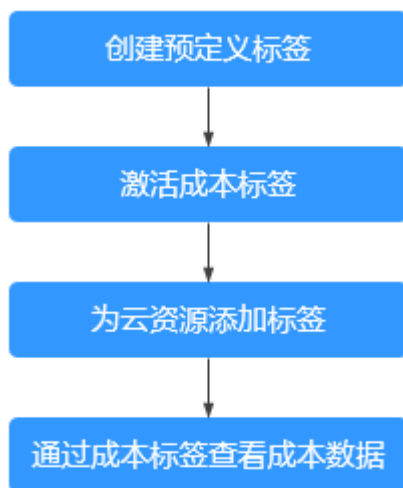 创建预定义标签
激活成本标签
为云资源添加标签
通过成本标签查看成本数据